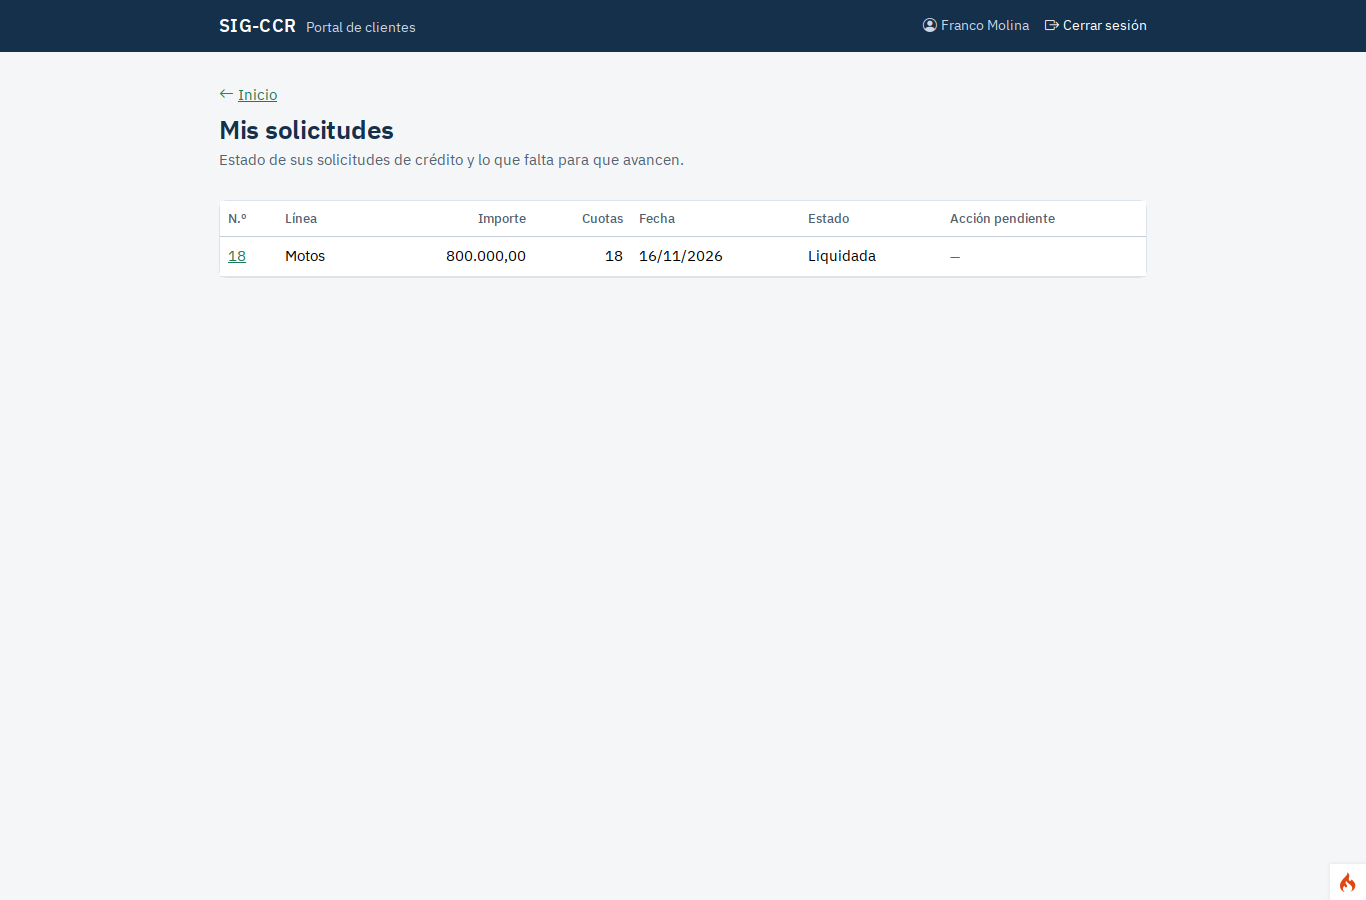 SIG-CCR Portal de clientes Franco Molina Cerrar sesión
← Inicio
Mis solicitudes
Estado de sus solicitudes de crédito y lo que falta para que avancen.
N.º Línea Importe Cuotas Fecha Estado Acción pendiente
18 Motos 800.000,00 18 16/11/2026 Liquidada —